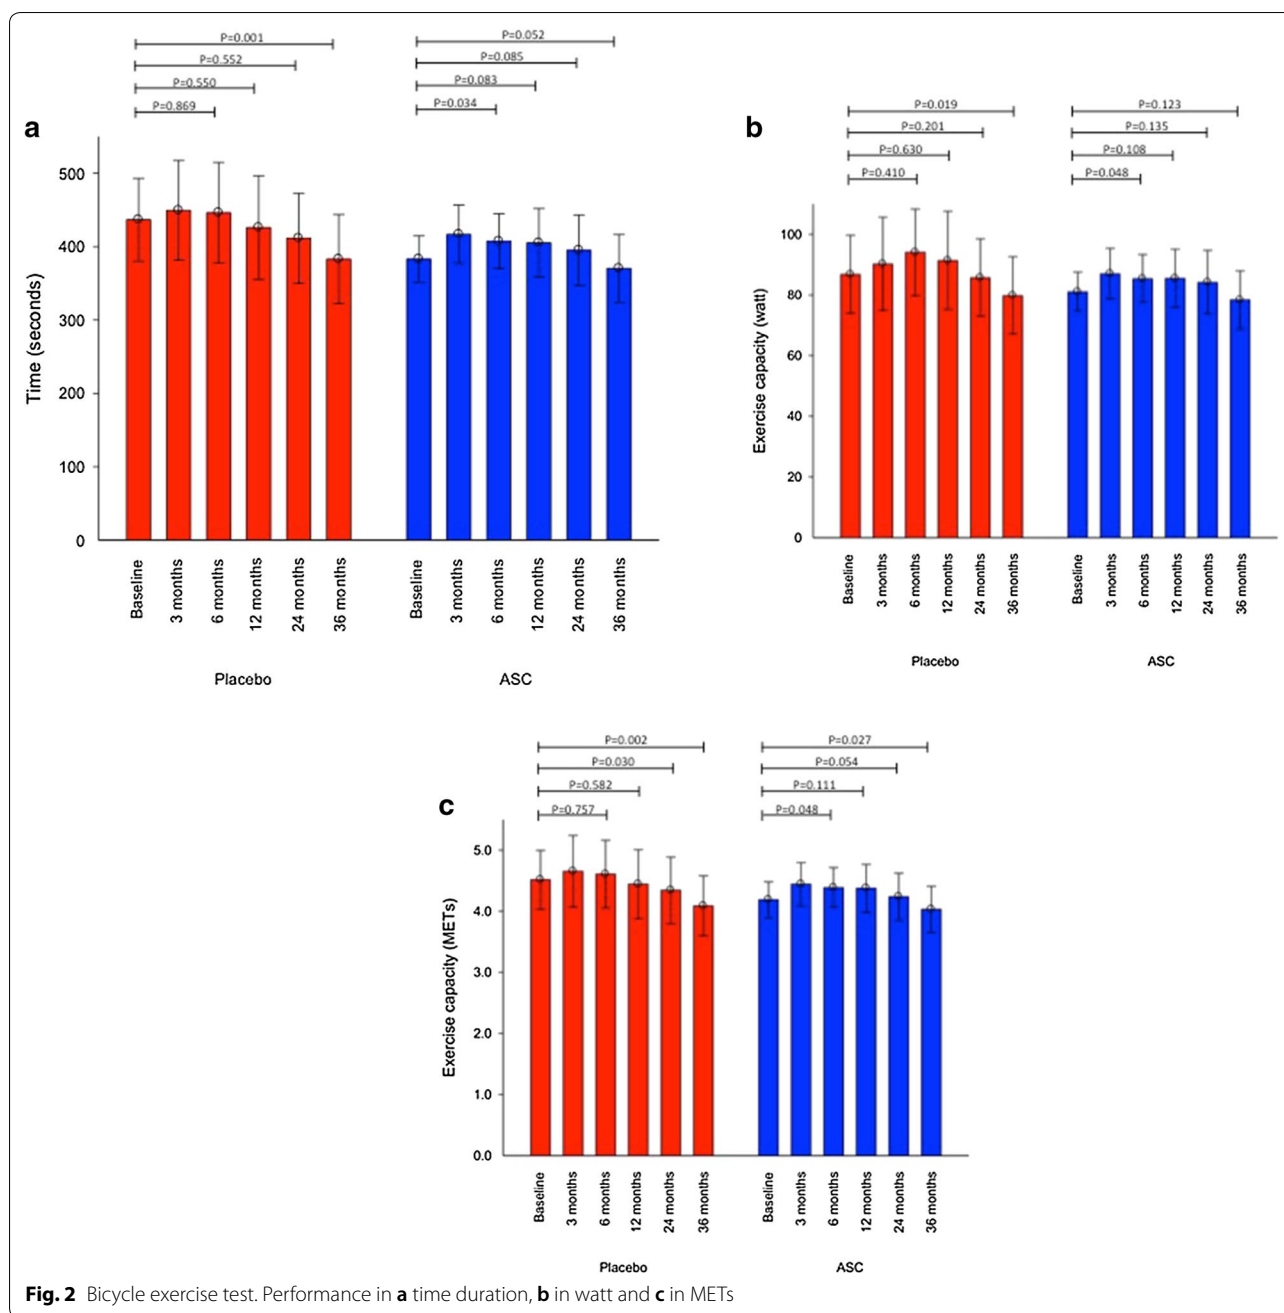 a
P=0.001
P=0.552
P=0.550
P=0.869
P=0.052
P=0.085
P=0.083
P=0.034
Time (seconds)
500
400
300
200
100
0
Baseline
3 months
6 months
12 months
24 months
36 months
Baseline
3 months
6 months
12 months
24 months
36 months
Placebo
ASC
b
P=0.019
P=0.201
P=0.630
P=0.410
P=0.123
P=0.135
P=0.108
P=0.048
Exercise capacity (watt)
100
80
60
40
20
0
Baseline
3 months
6 months
12 months
24 months
36 months
Baseline
3 months
6 months
12 months
24 months
36 months
Placebo
ASC
c
P=0.002
P=0.030
P=0.582
P=0.757
P=0.027
P=0.054
P=0.111
P=0.048
Exercise capacity (METs)
5.0
4.0
3.0
2.0
1.0
0.0
Baseline
3 months
6 months
12 months
24 months
36 months
Baseline
3 months
6 months
12 months
24 months
36 months
Placebo
ASC
Fig. 2 Bicycle exercise test. Performance in a time duration, b in watt and c in METs